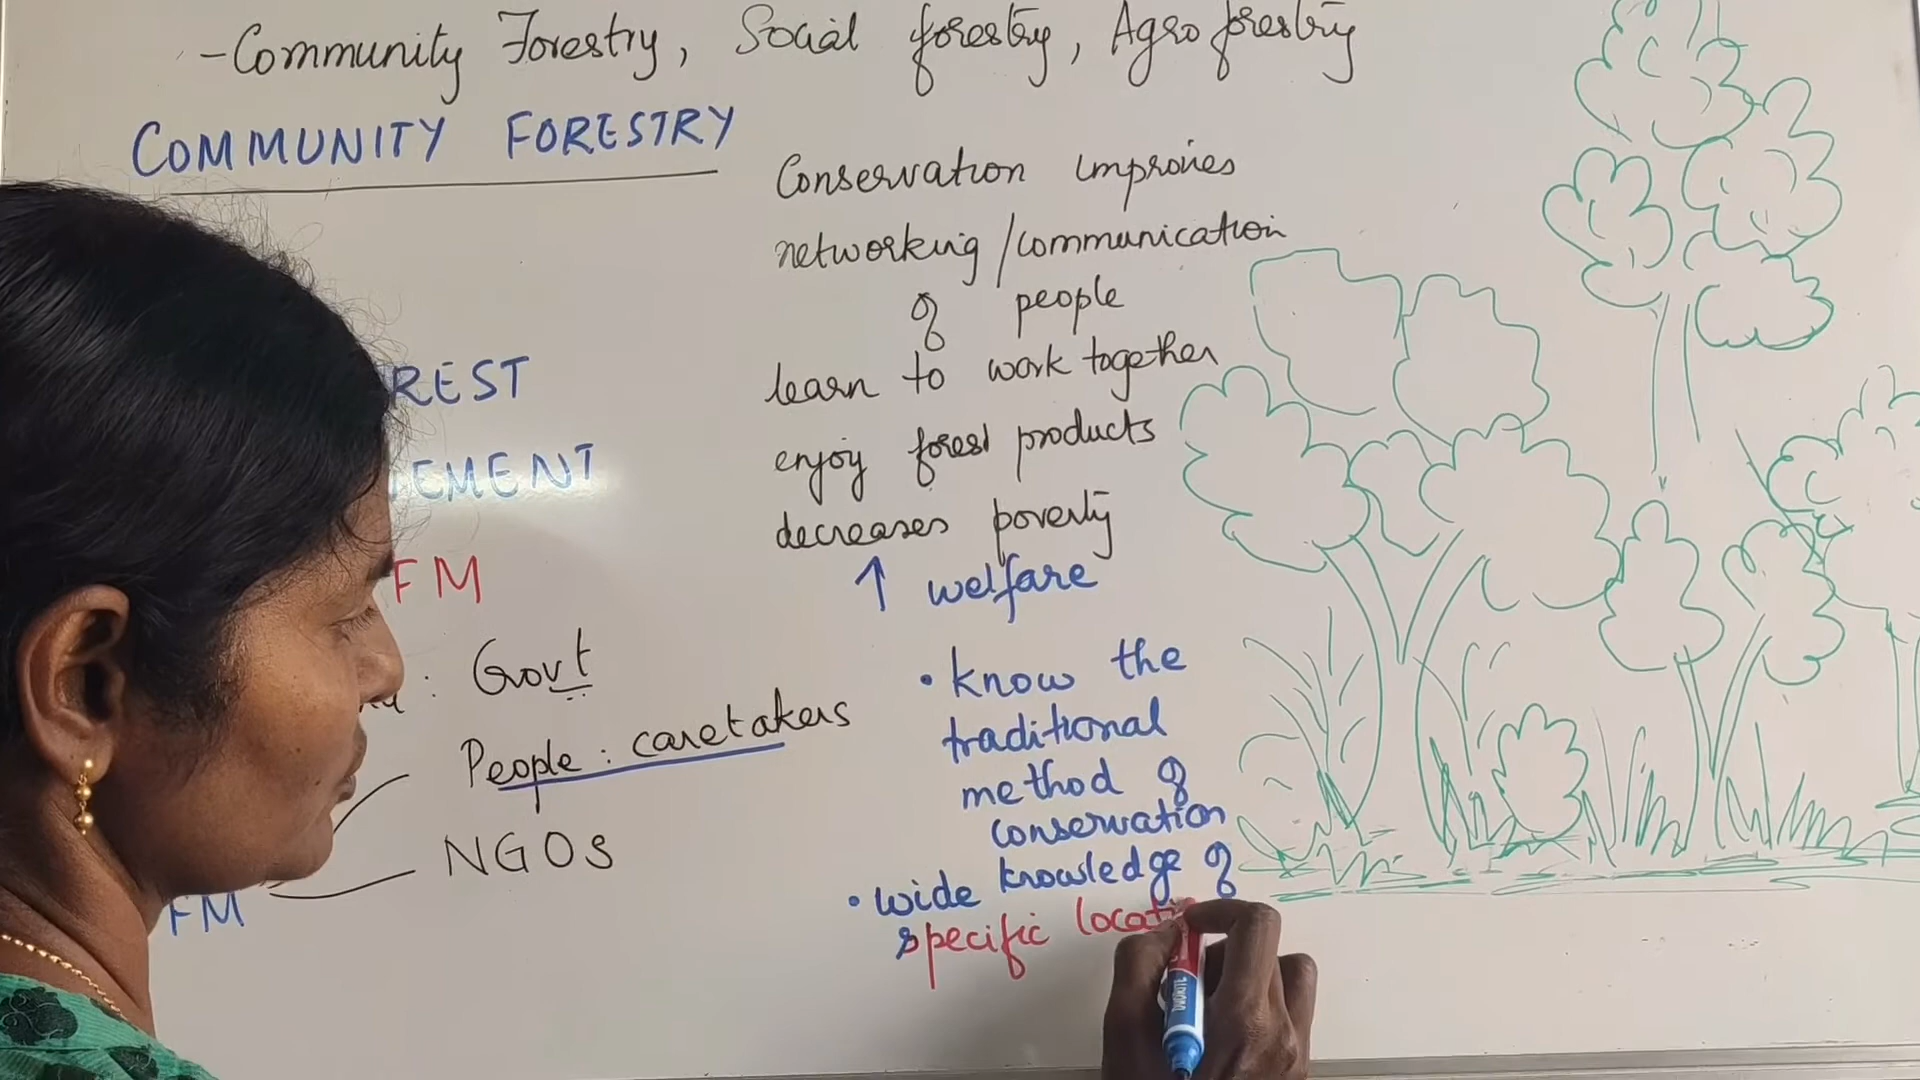 -Community Forestry, Social forestry, Agroforestry
COMMUNITY FORESTRY
REST
EMENT
FM
: Govt
People : caretakers
NGOs
FM
Conservation improves
networking/communication
of people
learn to work together
enjoy forest products
decreases poverty
↑ welfare
• know the
traditional
method of
conservation
• wide knowledge of
specific locati